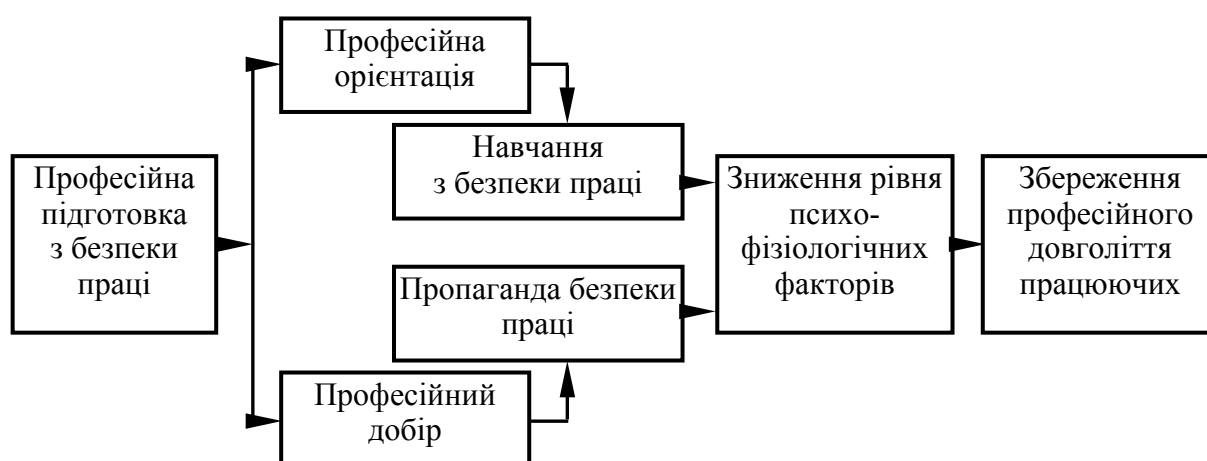 Професійна
орієнтація
Навчання
з безпеки праці
Професійна
підготовка
з безпеки
праці
Зниження рівня
психо-
фізіологічних
факторів
Збереження
професійного
довголіття
працюючих
Пропаганда безпеки
праці
Професійний
добір